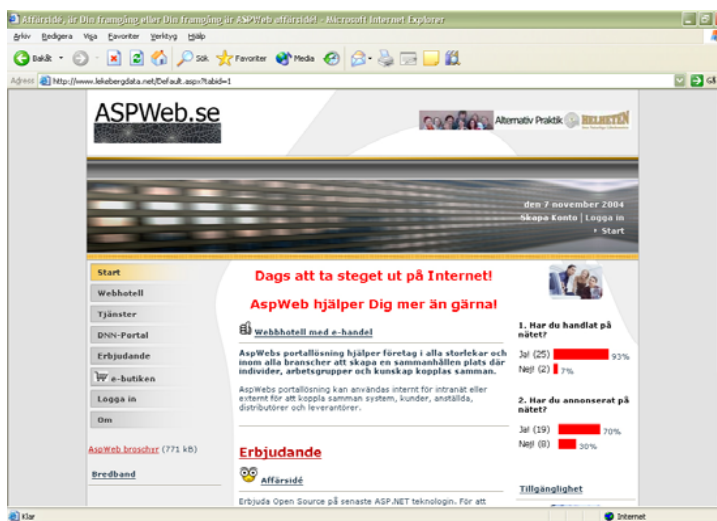 Affärsidé, är Din framgång eller Din framgång är ASPWeb affärsidé! - Microsoft Internet Explorer
Arkiv Redigera Visa Favoriter Verktyg Hjälp
Bakåt Sök Favoriter Media
Adress http://www.lekebergdata.net/Default.aspx?tabid=1
ASPWeb.se
Alternativ Praktik HELHETEN
den 7 november 2004
Skapa Konto | Logga in
Start
Start
Webhotell
Tjänster
DNN-Portal
Erbjudande
e-butiken
Logga in
Om
AspWeb broschyr (771 kB)
Bredband
Dags att ta steget ut på Internet!
AspWeb hjälper Dig mer än gärna!
Webbhotell med e-handel
AspWebs portallösning hjälper företag i alla storlekar och
inom alla branscher att skapa en sammanhållen plats där
individer, arbetsgrupper och kunskap kopplas samman.
AspWebs portallösning kan användas internt för intranät eller
externt för att koppla samman system, kunder, anställda,
distributörer och leverantörer.
Erbjudande
Affärsidé
Erbjuda Open Source på senaste ASP.NET teknologin. För att
1. Har du handlat på
nätet?
Ja! (25) 93%
Nej! (2) 7%
2. Har du annonserat på
nätet?
Ja! (19) 70%
Nej! (8) 30%
Tillgänglighet
Klar
Internet